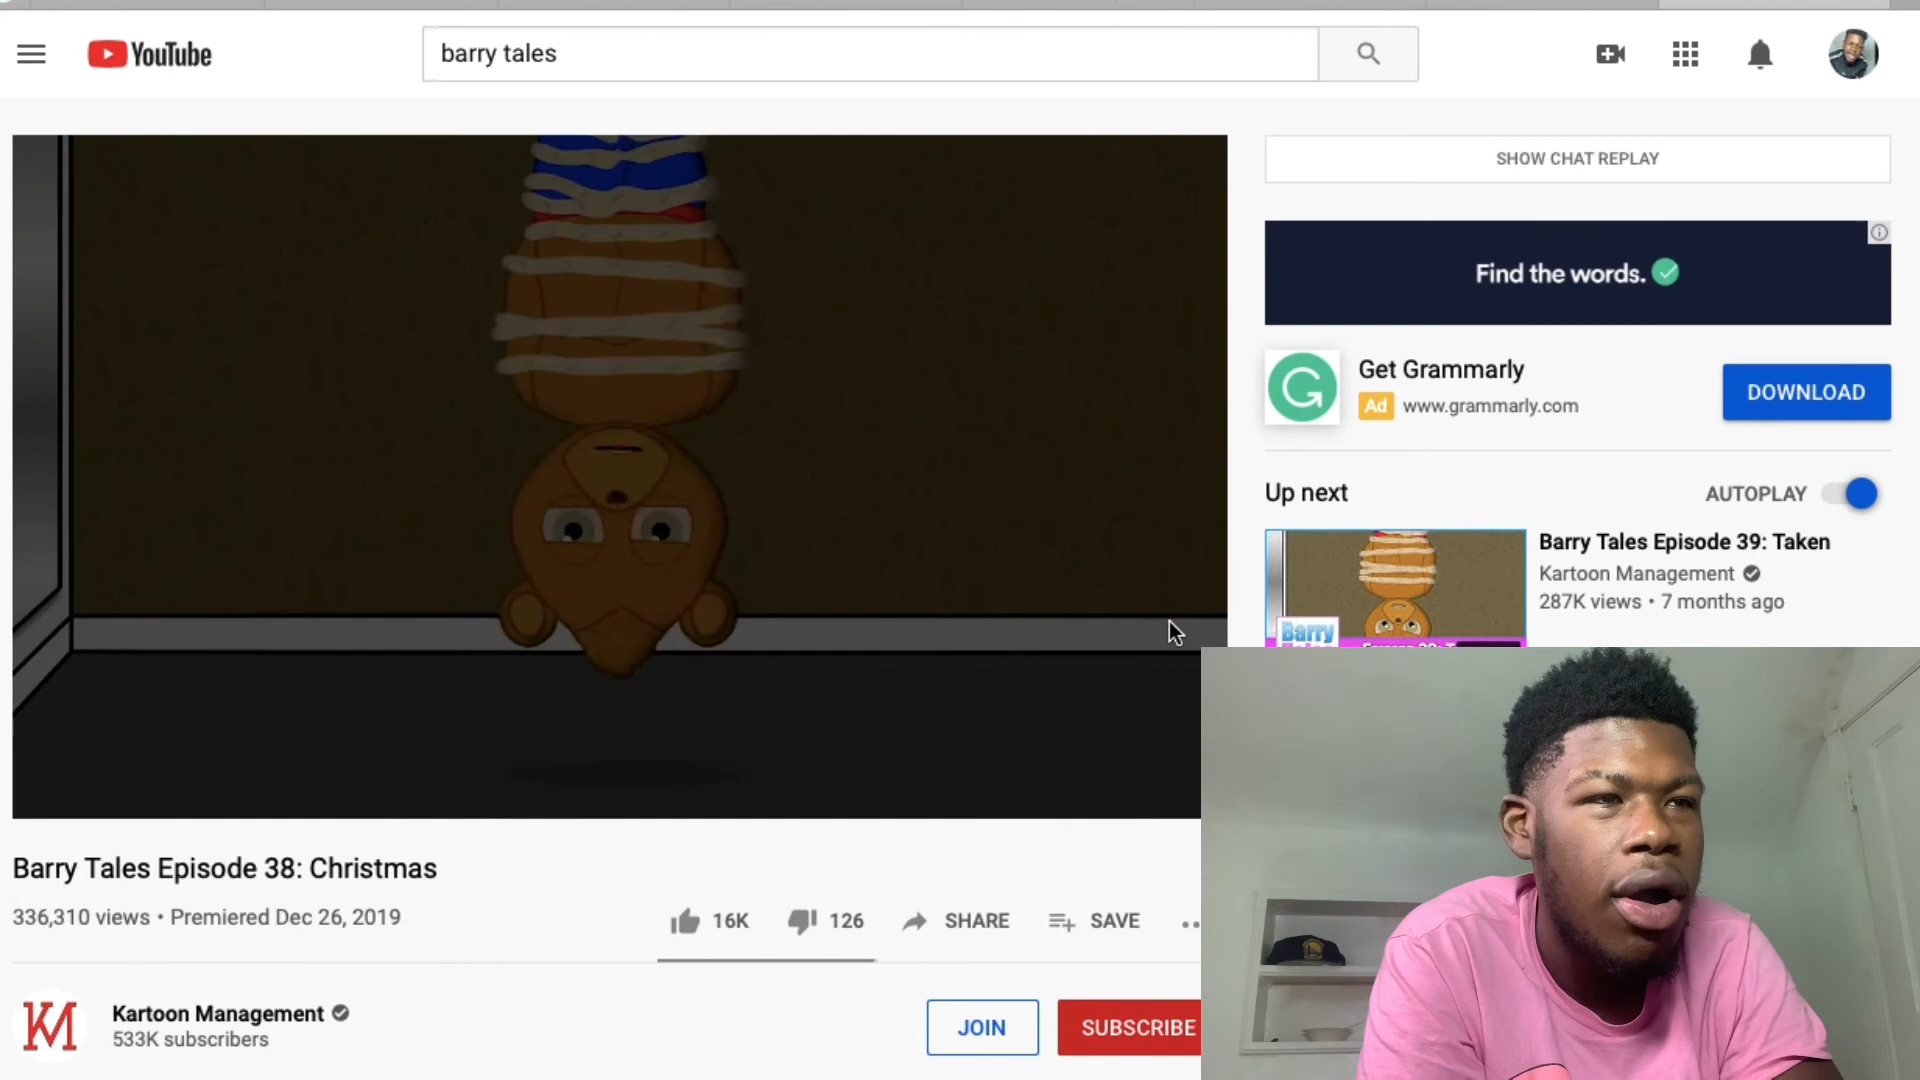 YouTube
barry tales
SHOW CHAT REPLAY
Find the words.
Get Grammarly
Ad www.grammarly.com
DOWNLOAD
Up next
AUTOPLAY
Barry Tales Episode 39: Taken
Kartoon Management
287K views • 7 months ago
Barry
Barry Tales Episode 38: Christmas
336,310 views • Premiered Dec 26, 2019
16K
126
SHARE
SAVE
KM
Kartoon Management
533K subscribers
JOIN
SUBSCRIBE